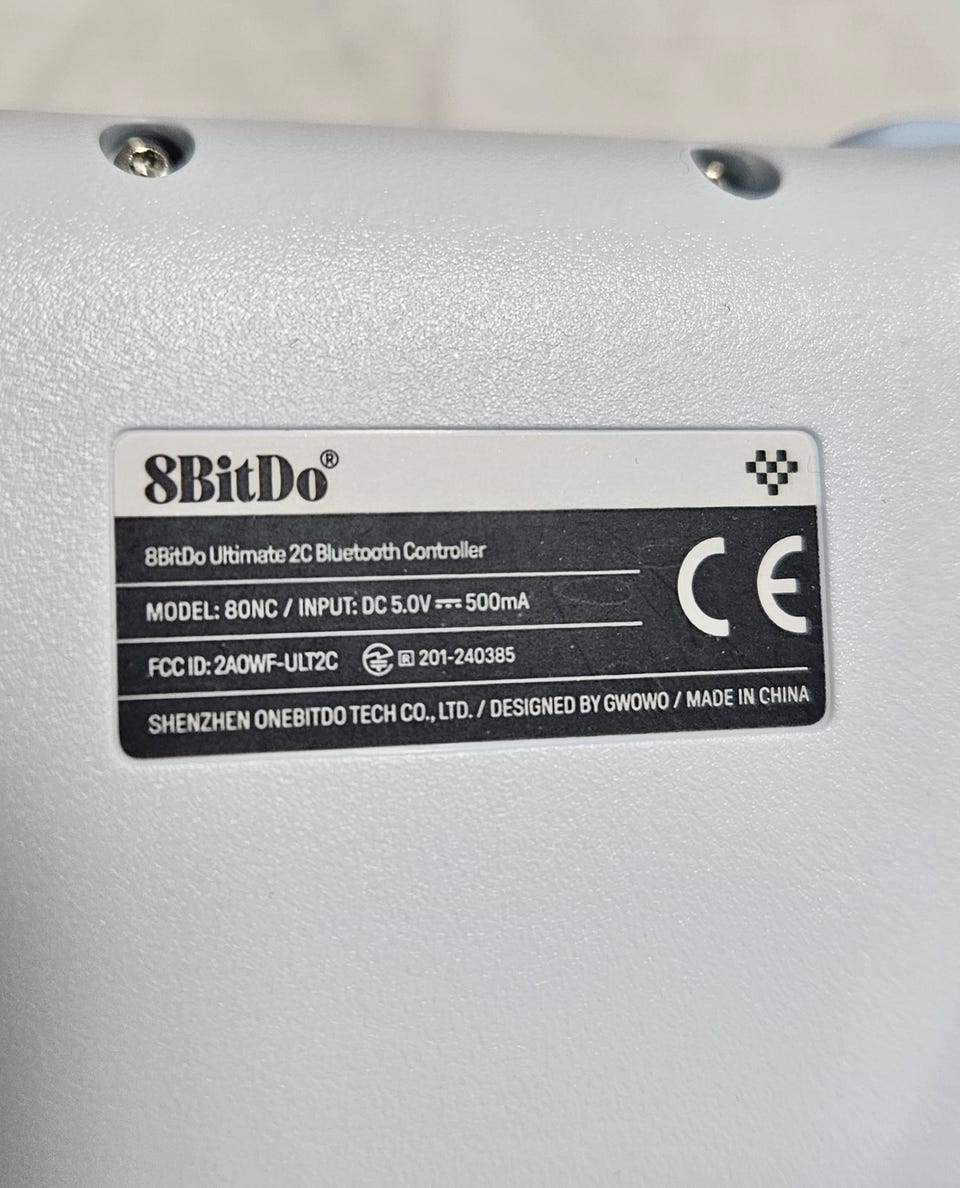 8BitDo®
8BitDo Ultimate 2C Bluetooth Controller
MODEL: 80NC / INPUT: DC 5.0V ⎓ 500mA
CE
FCC ID: 2AOWF-ULT2C R 201-240385
SHENZHEN ONEBITDO TECH CO., LTD. / DESIGNED BY GWOWO / MADE IN CHINA